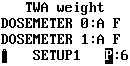 TWA weight
DOSEMETER 0:A F
DOSEMETER 1:A F
SETUP1 P:6